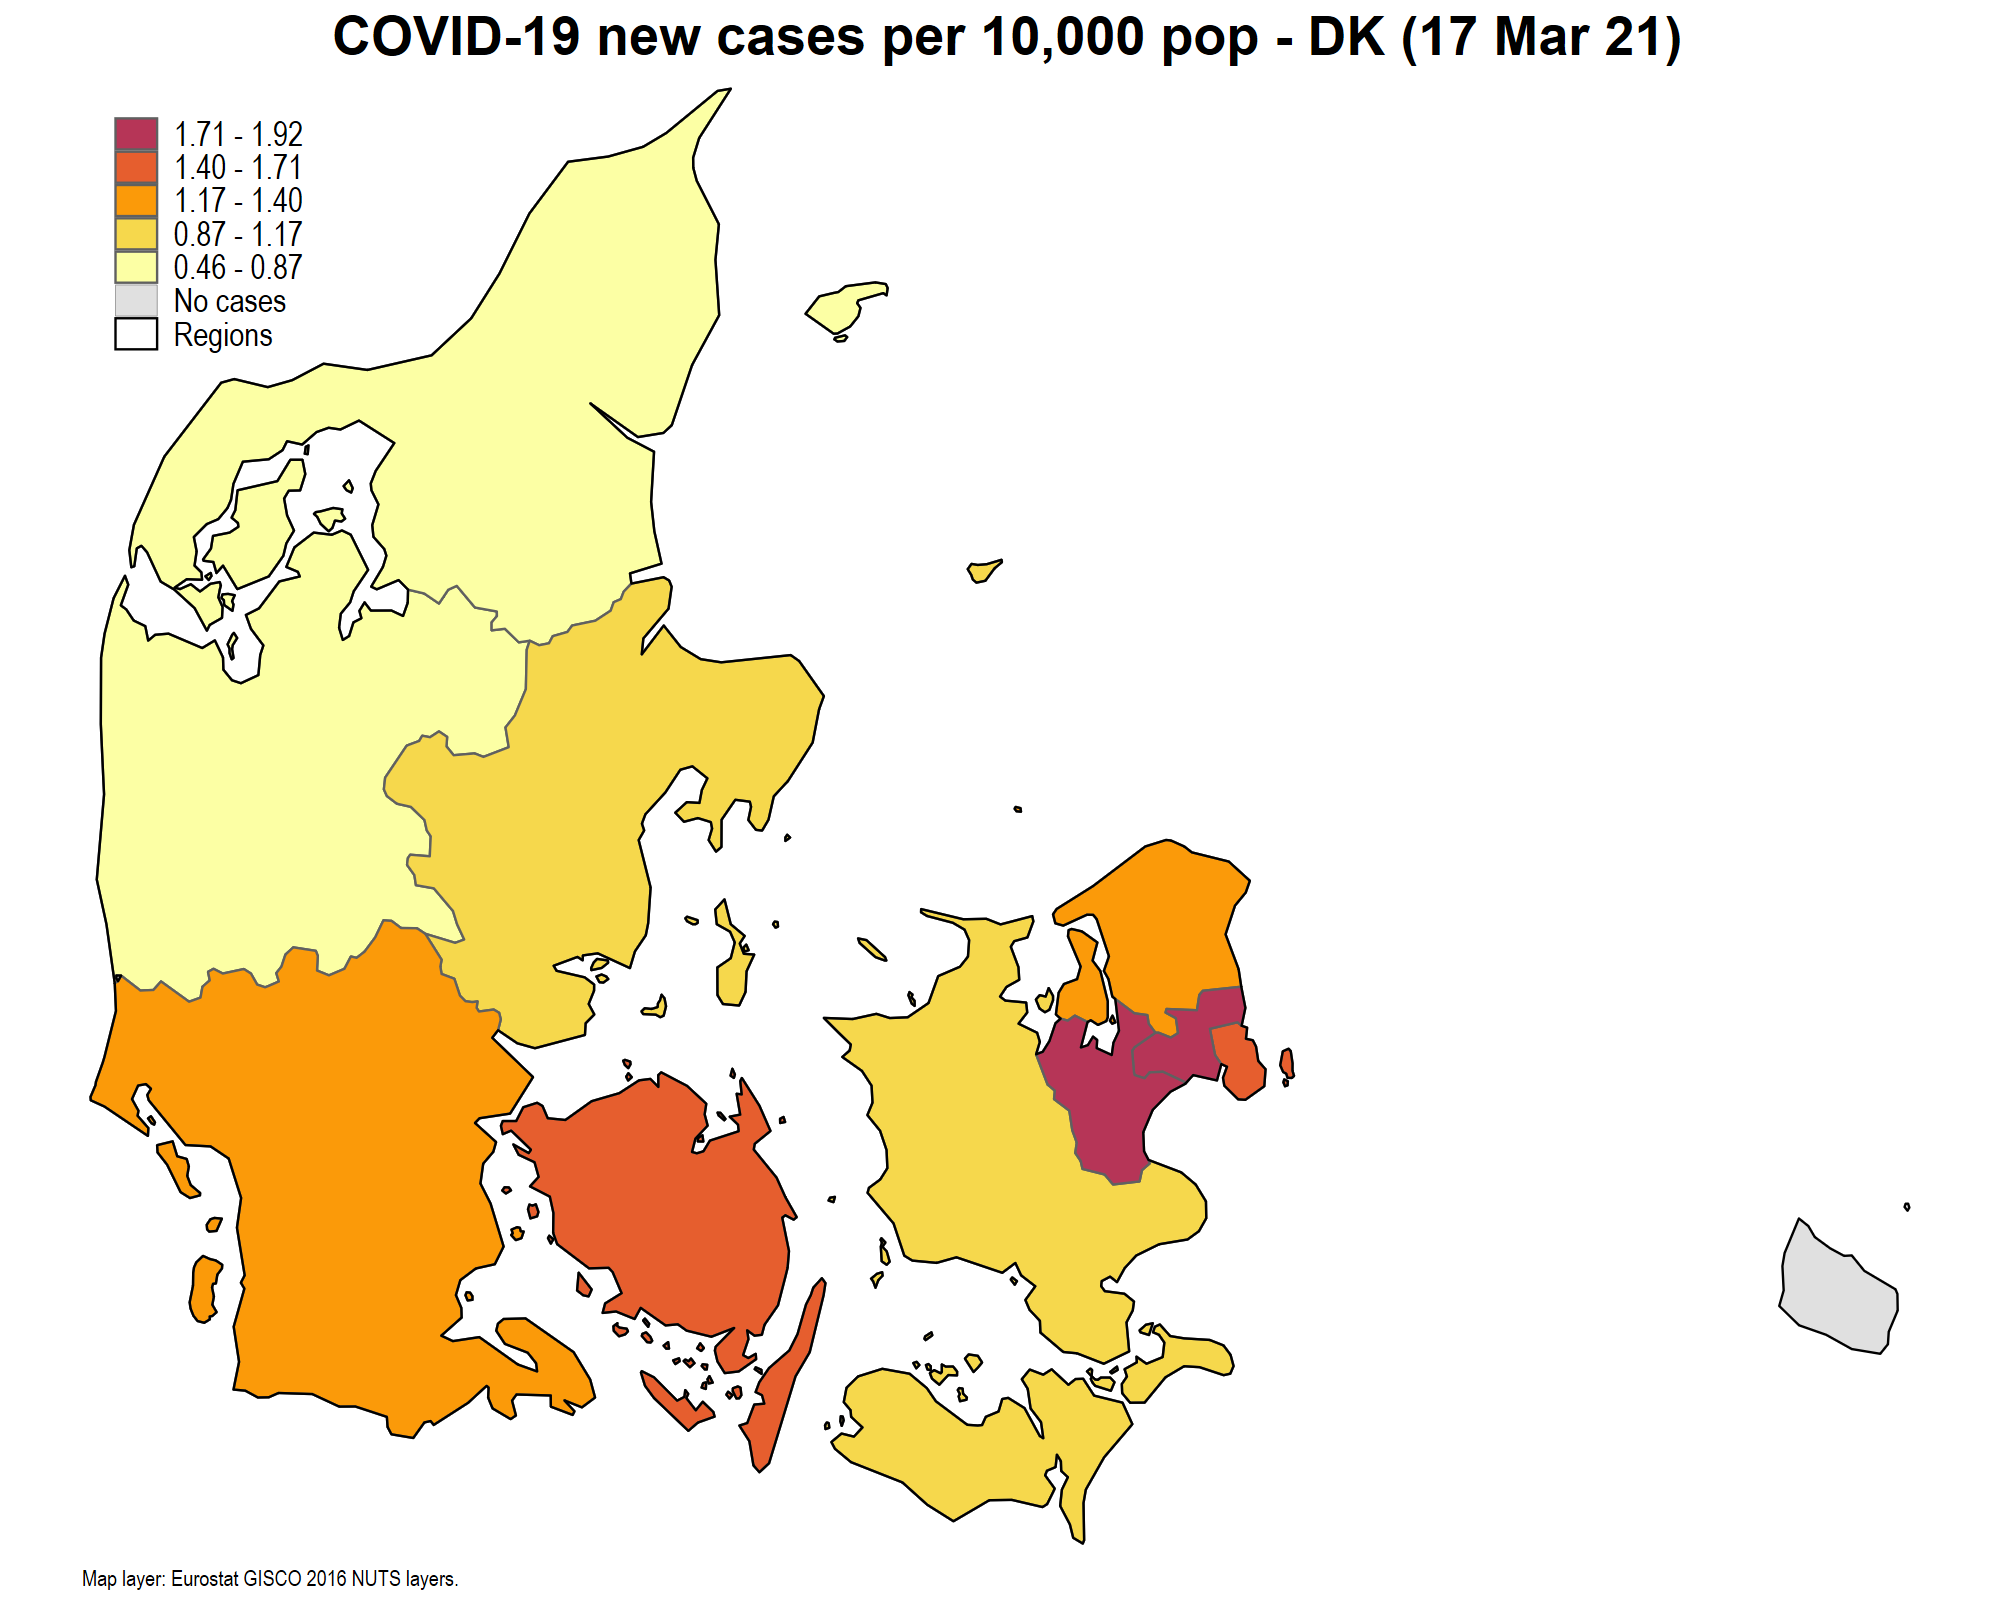 COVID-19 new cases per 10,000 pop - DK (17 Mar 21)
1.71 - 1.92
1.40 - 1.71
1.17 - 1.40
0.87 - 1.17
0.46 - 0.87
No cases
Regions
Map layer: Eurostat GISCO 2016 NUTS layers.